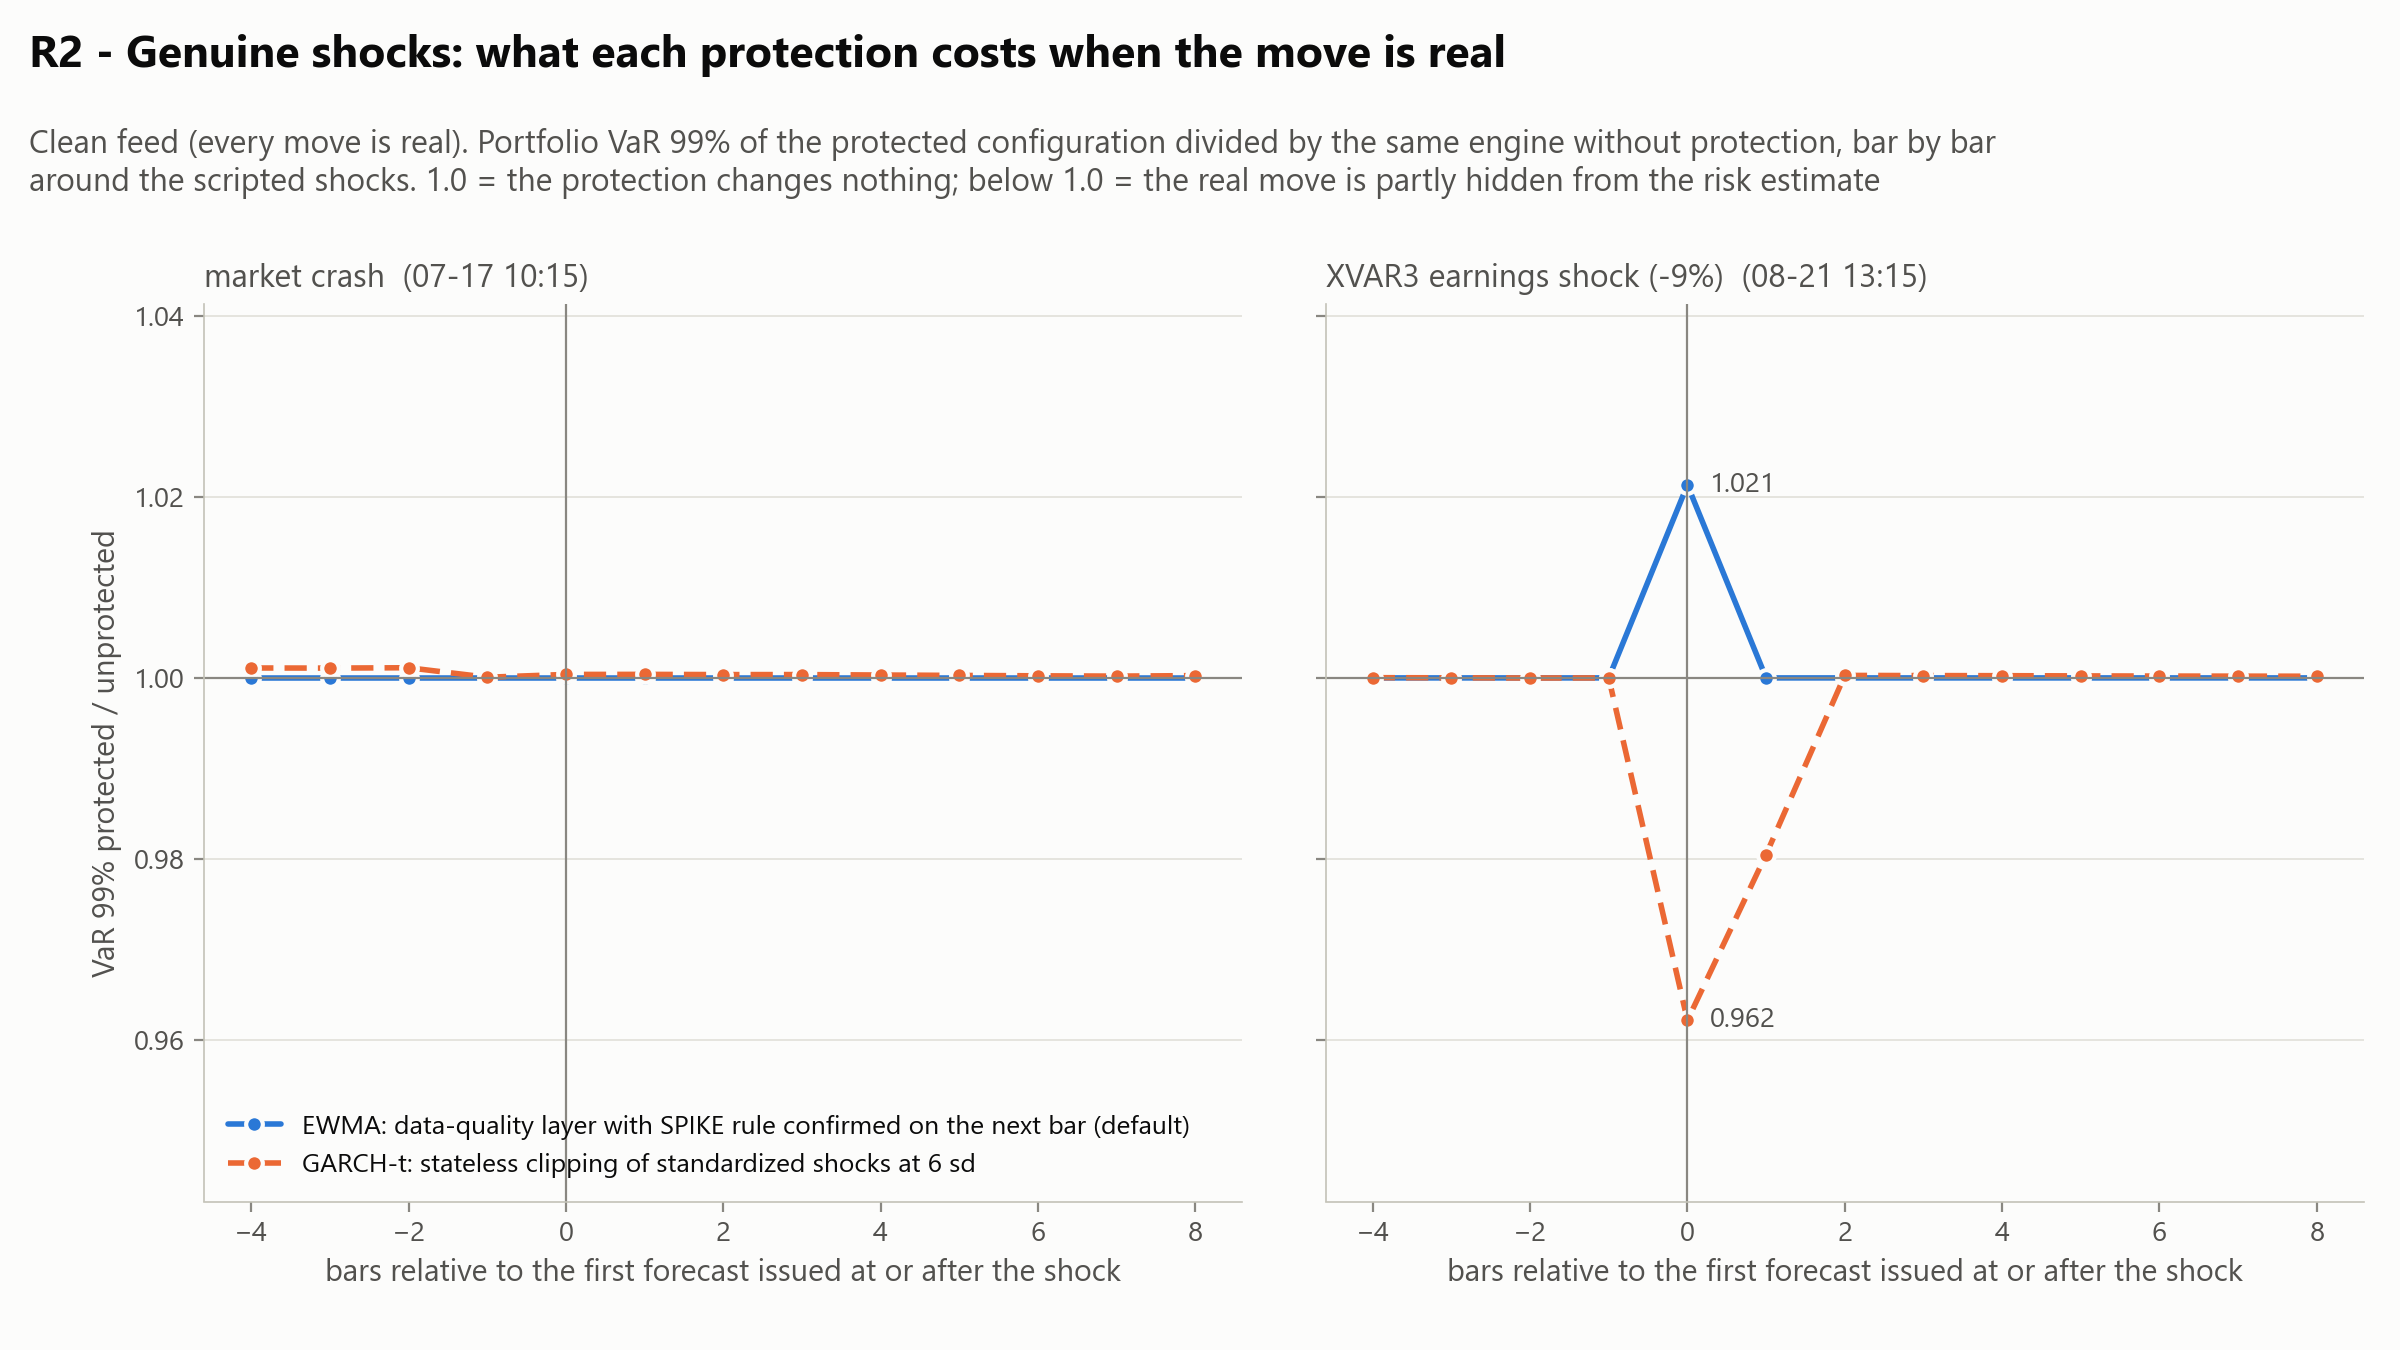 R2 - Genuine shocks: what each protection costs when the move is real
Clean feed (every move is real). Portfolio VaR 99% of the protected configuration divided by the same engine without protection, bar by bar
around the scripted shocks. 1.0 = the protection changes nothing; below 1.0 = the real move is partly hidden from the risk estimate
market crash  (07-17 10:15)
VaR 99% protected / unprotected
1.04
1.02
1.00
0.98
0.96
EWMA: data-quality layer with SPIKE rule confirmed on the next bar (default)
GARCH-t: stateless clipping of standardized shocks at 6 sd
−4
−2
0
2
4
6
8
bars relative to the first forecast issued at or after the shock
XVAR3 earnings shock (-9%)  (08-21 13:15)
1.021
0.962
−4
−2
0
2
4
6
8
bars relative to the first forecast issued at or after the shock